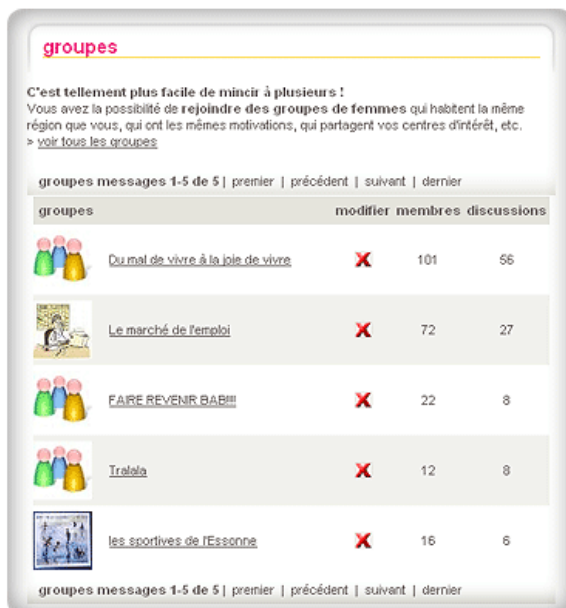 groupes
C'est tellement plus facile de mincir à plusieurs !
Vous avez la possibilité de rejoindre des groupes de femmes qui habitent la même
région que vous, qui ont les mêmes motivations, qui partagent vos centres d'intérêt, etc.
> voir tous les groupes
groupes messages 1-5 de 5 | premier | précédent | suivant | dernier
groupes modifier membres discussions
Du mal de vivre à la joie de vivre X 101 56
Le marché de l'emploi X 72 27
FAIRE REVENIR BAB!!!! X 22 8
Tralala X 12 8
les sportives de l'Essonne X 16 6
groupes messages 1-5 de 5 | premier | précédent | suivant | dernier